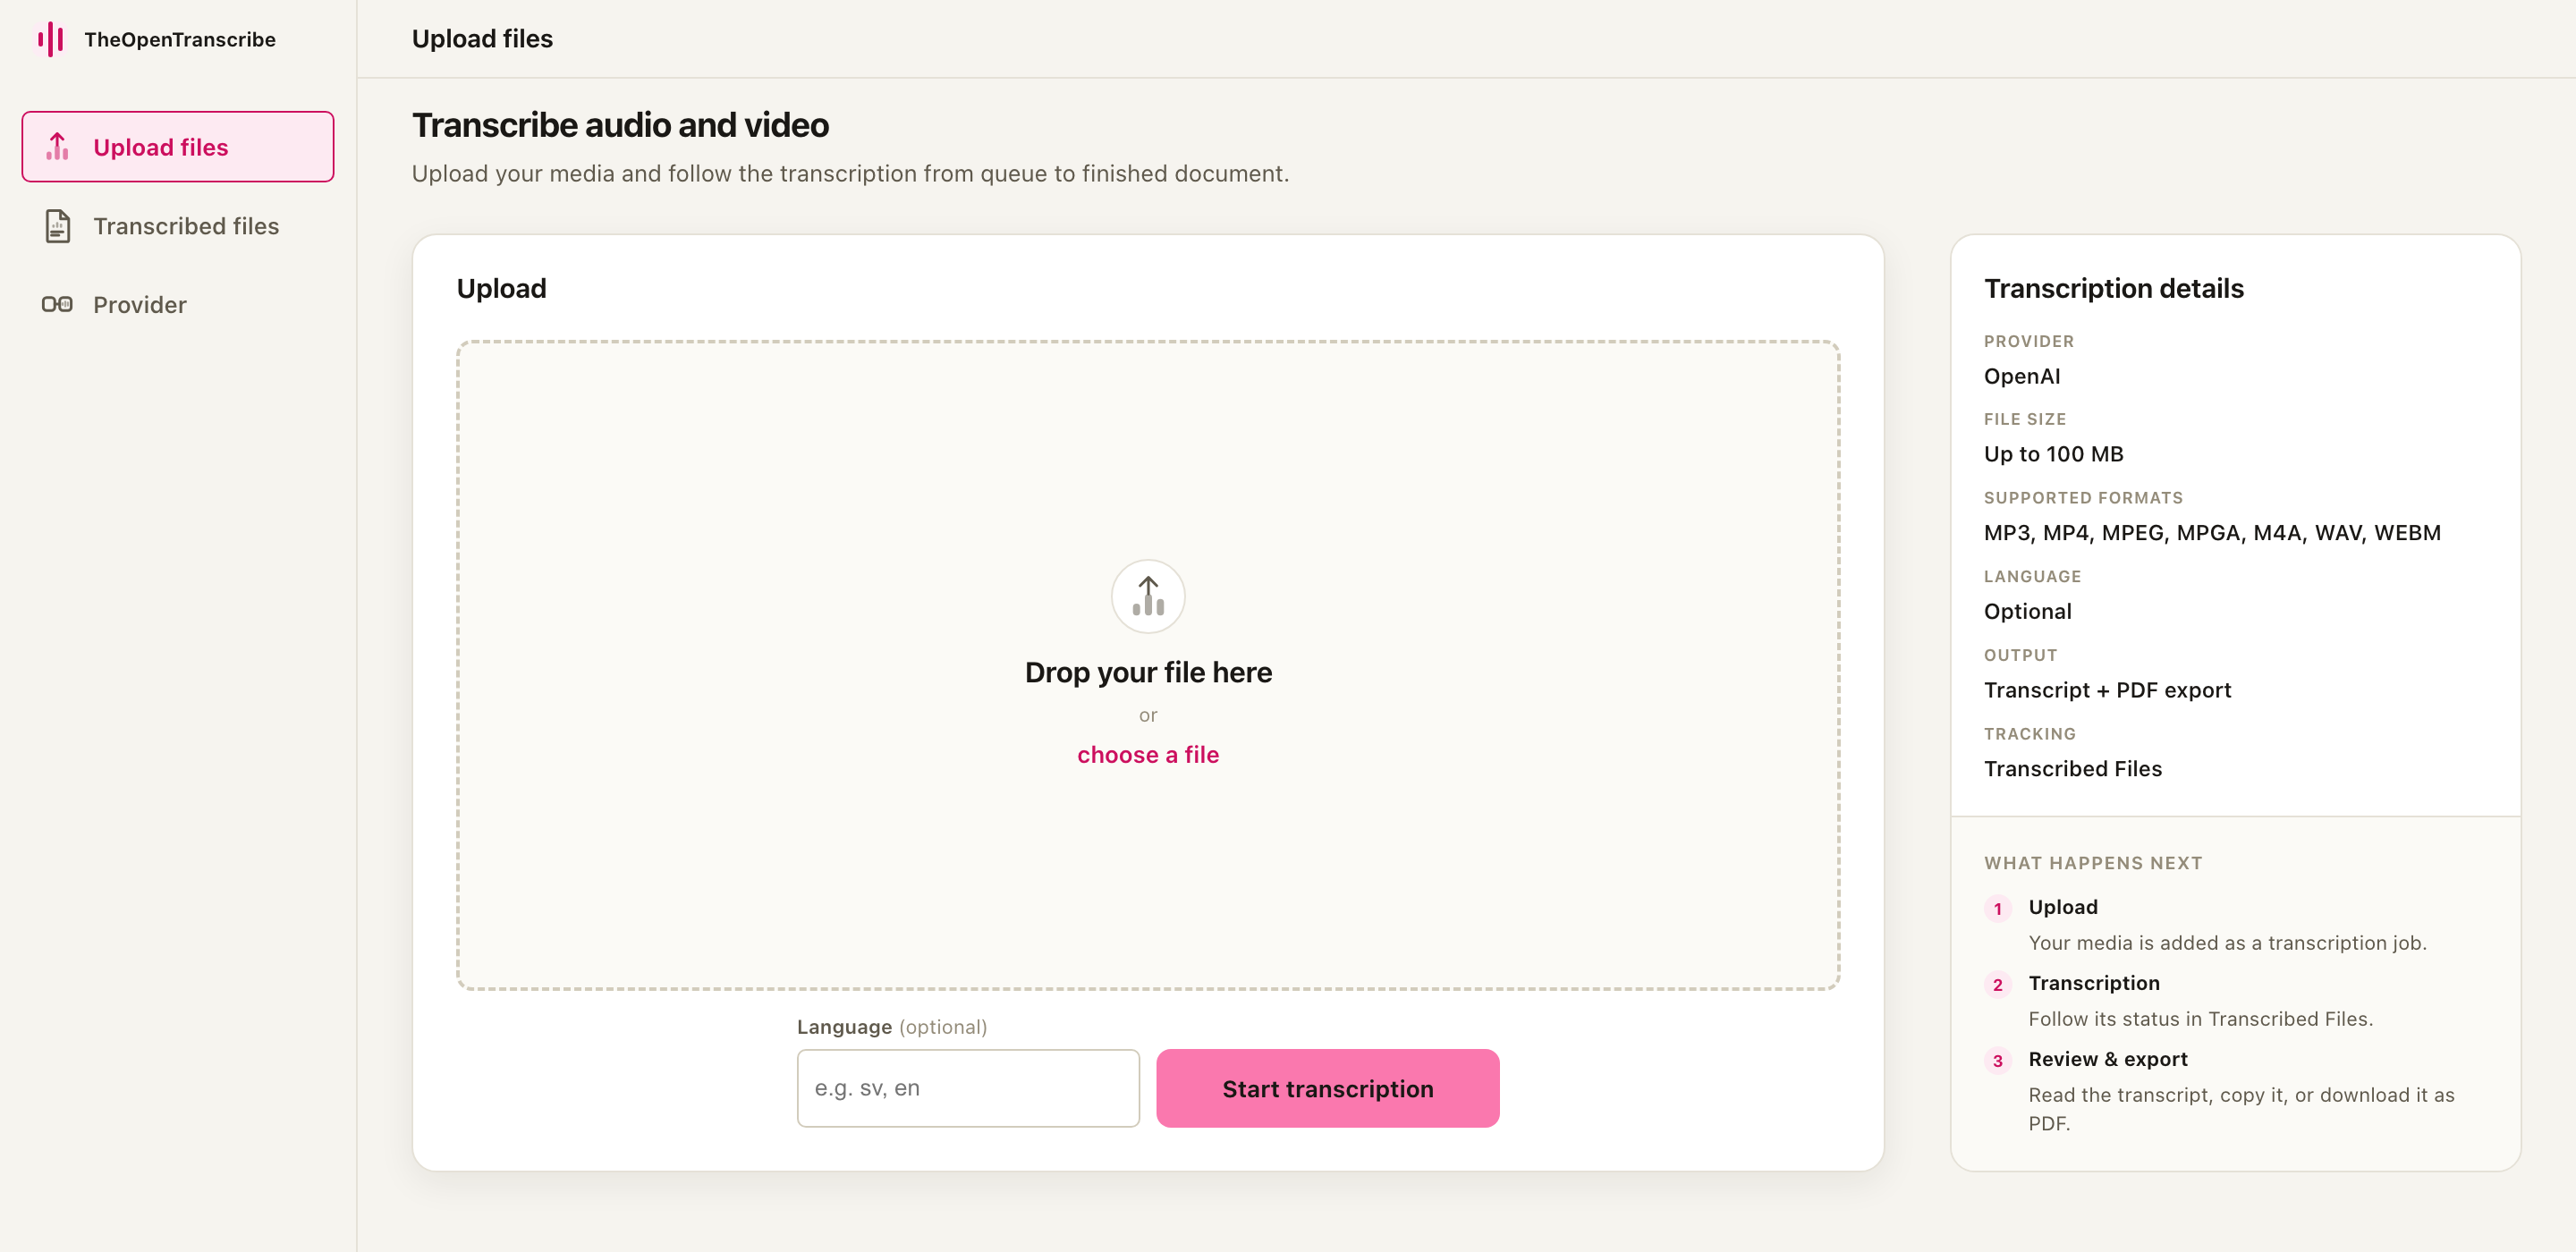 TheOpenTranscribe
Upload files
Transcribed files
Provider
Upload files
Transcribe audio and video
Upload your media and follow the transcription from queue to finished document.
Upload
Drop your file here
or
choose a file
Language (optional)
e.g. sv, en
Start transcription
Transcription details
PROVIDER
OpenAI
FILE SIZE
Up to 100 MB
SUPPORTED FORMATS
MP3, MP4, MPEG, MPGA, M4A, WAV, WEBM
LANGUAGE
Optional
OUTPUT
Transcript + PDF export
TRACKING
Transcribed Files
WHAT HAPPENS NEXT
1 Upload
Your media is added as a transcription job.
2 Transcription
Follow its status in Transcribed Files.
3 Review & export
Read the transcript, copy it, or download it as
PDF.